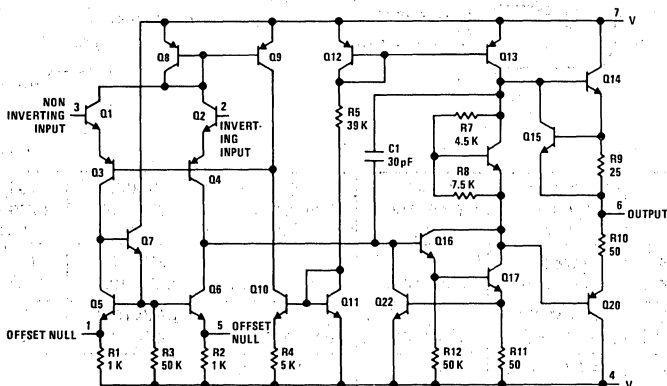 7 V
Q8
Q9
Q12
Q13
Q14
NON
INVERTING
INPUT
3
Q1
Q2
2
INVERT-
ING
INPUT
R5
39 K
R7
4.5 K
Q15
R9
25
C1
30 pF
R8
7.5 K
6
OUTPUT
Q3
Q4
Q7
Q16
R10
50
Q5
Q6
Q10
Q11
Q22
Q17
Q20
OFFSET NULL
1
5 OFFSET
NULL
R1
1 K
R3
50 K
R2
1 K
R4
5 K
R12
50 K
R11
50
4
V